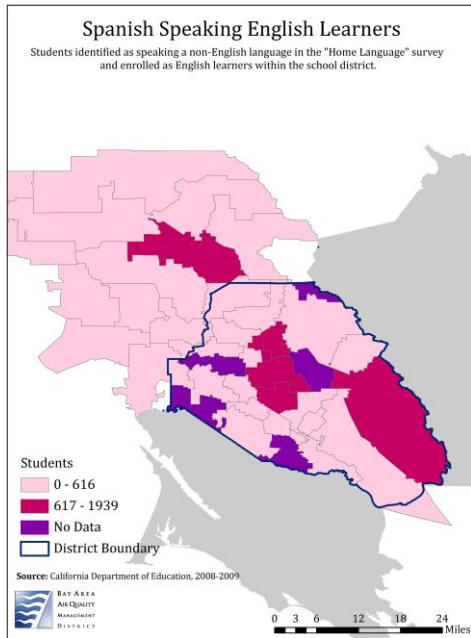 Spanish Speaking English Learners
Students identified as speaking a non-English language in the "Home Language" survey
and enrolled as English learners within the school district.
Students
0 - 616
617 - 1939
No Data
District Boundary
Source: California Department of Education, 2008-2009
BAY AREA
AIR QUALITY
MANAGEMENT
DISTRICT
0 3 6 12 18 24
Miles